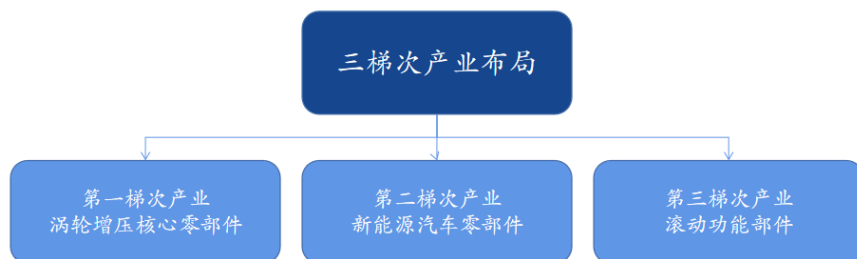 三梯次产业布局
第一梯次产业
涡轮增压核心零部件
第二梯次产业
新能源汽车零部件
第三梯次产业
滚动功能部件